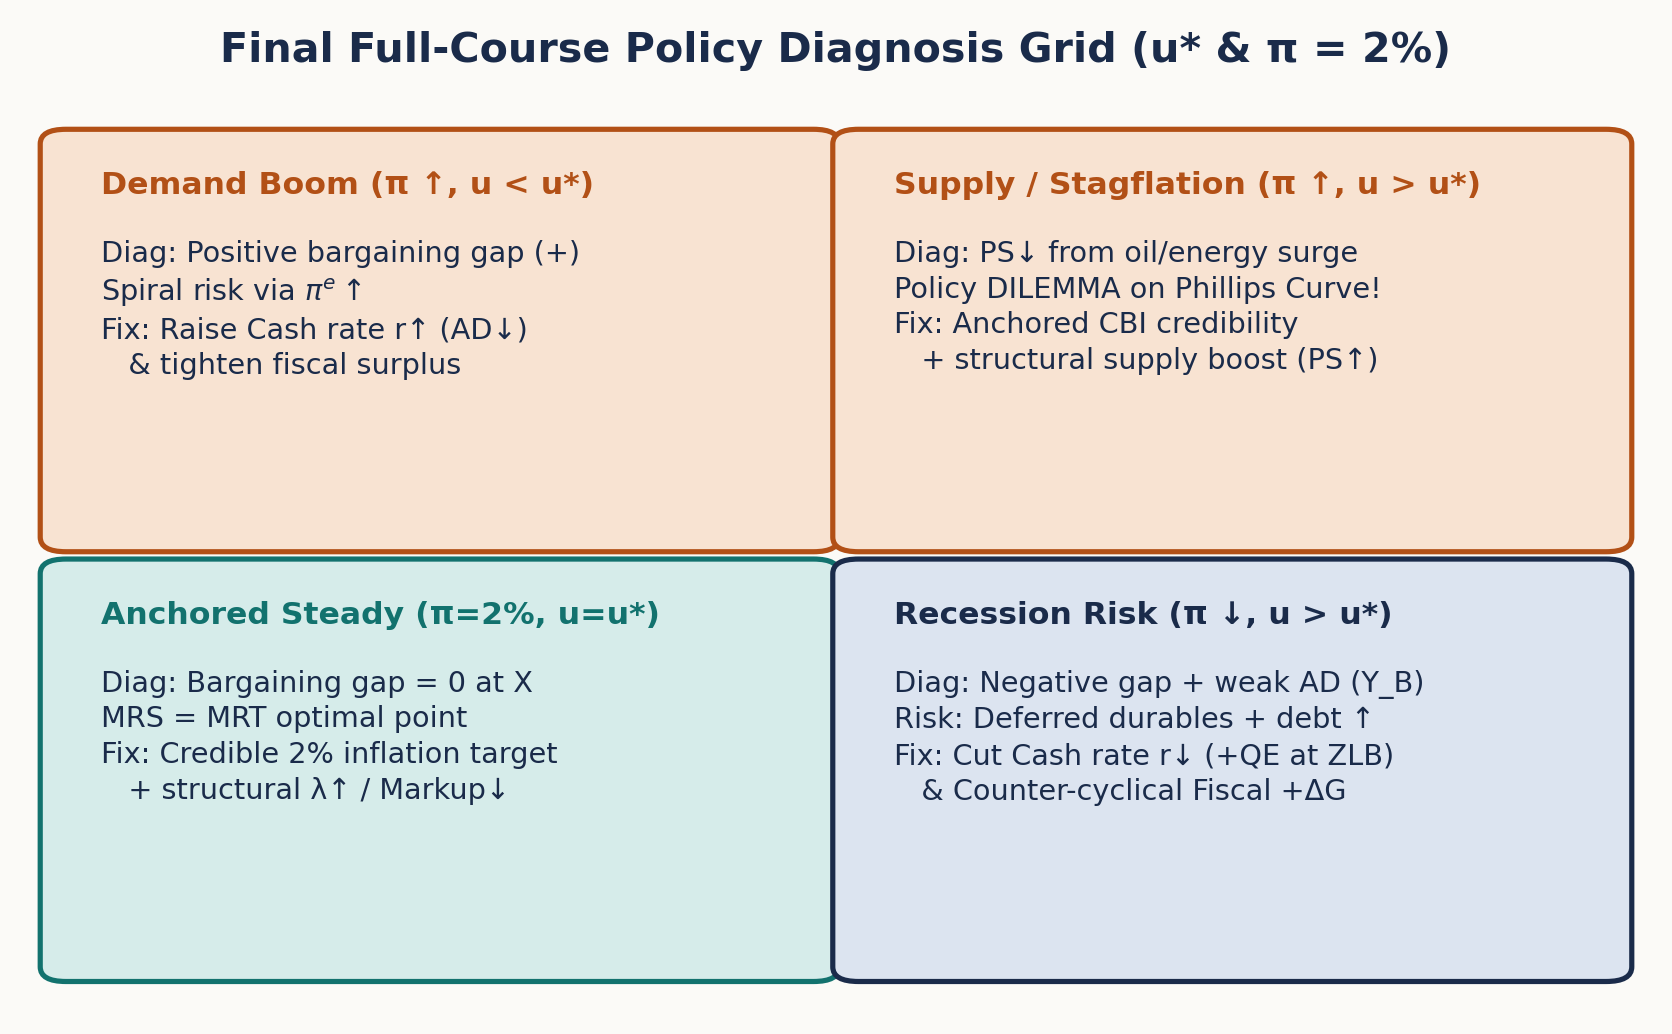 Final Full-Course Policy Diagnosis Grid (u* & π = 2%)
Demand Boom (π ↑, u < u*)
Diag: Positive bargaining gap (+)
Spiral risk via πᵉ ↑
Fix: Raise Cash rate r↑ (AD↓)
& tighten fiscal surplus
Supply / Stagflation (π ↑, u > u*)
Diag: PS↓ from oil/energy surge
Policy DILEMMA on Phillips Curve!
Fix: Anchored CBI credibility
+ structural supply boost (PS↑)
Anchored Steady (π=2%, u=u*)
Diag: Bargaining gap = 0 at X
MRS = MRT optimal point
Fix: Credible 2% inflation target
+ structural λ↑ / Markup↓
Recession Risk (π ↓, u > u*)
Diag: Negative gap + weak AD (Y_B)
Risk: Deferred durables + debt ↑
Fix: Cut Cash rate r↓ (+QE at ZLB)
& Counter-cyclical Fiscal +ΔG